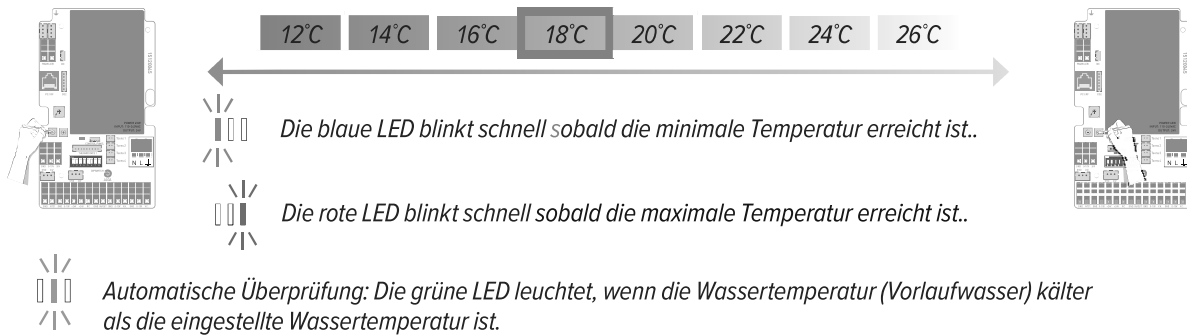 12°C 14°C 16°C 18°C 20°C 22°C 24°C 26°C
Die blaue LED blinkt schnell sobald die minimale Temperatur erreicht ist..
N L
Die rote LED blinkt schnell sobald die maximale Temperatur erreicht ist..
Automatische Überprüfung: Die grüne LED leuchtet, wenn die Wassertemperatur (Vorlaufwasser) kälter
als die eingestellte Wassertemperatur ist.